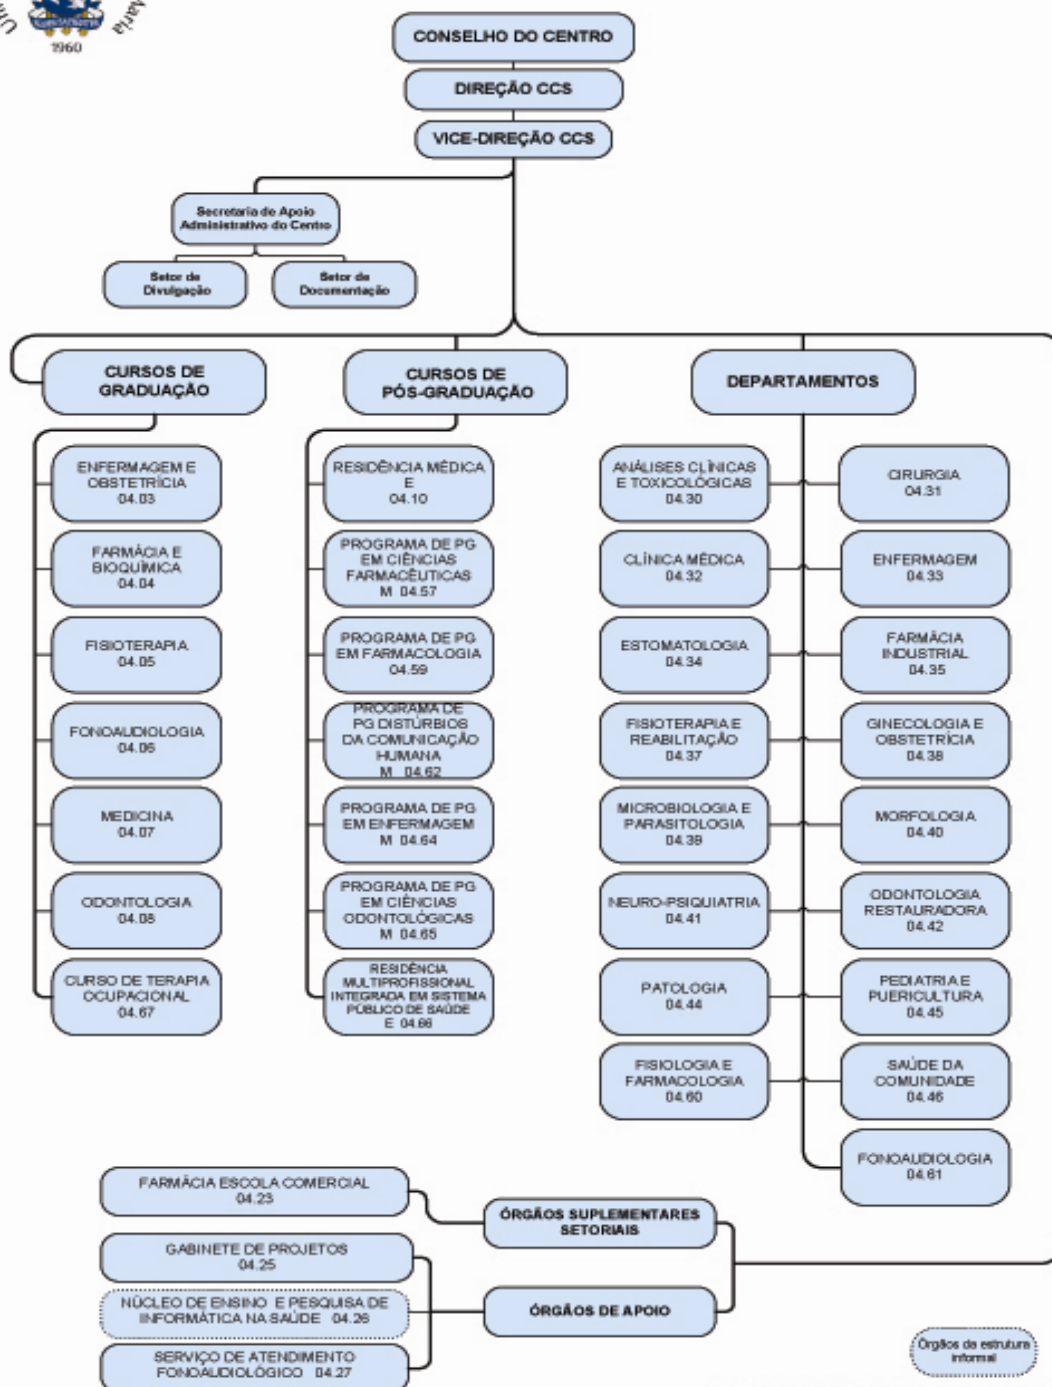 1960
CONSELHO DO CENTRO
DIREÇÃO CCS
VICE-DIREÇÃO CCS
Secretaria de Apoio
Administrativo do Centro
Setor de
Divulgação
Setor de
Documentação
CURSOS DE
GRADUAÇÃO
ENFERMAGEM E
OBSTETRÍCIA
04.03
FARMÁCIA E
BIOQUÍMICA
04.04
FISIOTERAPIA
04.05
FONOAUDIOLOGIA
04.06
MEDICINA
04.07
ODONTOLOGIA
04.08
CURSO DE TERAPIA
OCUPACIONAL
04.67
CURSOS DE
PÓS-GRADUAÇÃO
RESIDÊNCIA MÉDICA
E
04.10
PROGRAMA DE PG
EM CIÊNCIAS
FARMACÊUTICAS
M 04.57
PROGRAMA DE PG
EM FARMACOLOGIA
04.59
PROGRAMA DE
PG DISTÚRBIOS
DA COMUNICAÇÃO
HUMANA
M 04.62
PROGRAMA DE PG
EM ENFERMAGEM
M 04.64
PROGRAMA DE PG
EM CIÊNCIAS
ODONTOLÓGICAS
M 04.65
RESIDÊNCIA
MULTIPROFISSIONAL
INTEGRADA EM SISTEMA
PÚBLICO DE SAÚDE
E 04.66
DEPARTAMENTOS
ANÁLISES CLÍNICAS
E TOXICOLÓGICAS
04.30
CIRURGIA
04.31
CLÍNICA MÉDICA
04.32
ENFERMAGEM
04.33
ESTOMATOLOGIA
04.34
FARMÁCIA
INDUSTRIAL
04.35
FISIOTERAPIA E
REABILITAÇÃO
04.37
GINECOLOGIA E
OBSTETRÍCIA
04.38
MICROBIOLOGIA E
PARASITOLOGIA
04.39
MORFOLOGIA
04.40
NEURO-PSIQUIATRIA
04.41
ODONTOLOGIA
RESTAURADORA
04.42
PATOLOGIA
04.44
PEDIATRIA E
PUERICULTURA
04.45
FISIOLOGIA E
FARMACOLOGIA
04.60
SAÚDE DA
COMUNIDADE
04.46
FONOAUDIOLOGIA
04.61
FARMÁCIA ESCOLA COMERCIAL
04.23
ÓRGÃOS SUPLEMENTARES
SETORIAIS
GABINETE DE PROJETOS
04.25
NÚCLEO DE ENSINO E PESQUISA DE
INFORMÁTICA NA SAÚDE 04.26
ÓRGÃOS DE APOIO
SERVIÇO DE ATENDIMENTO
FONOAUDIOLÓGICO 04.27
Órgãos da estrutura
informal